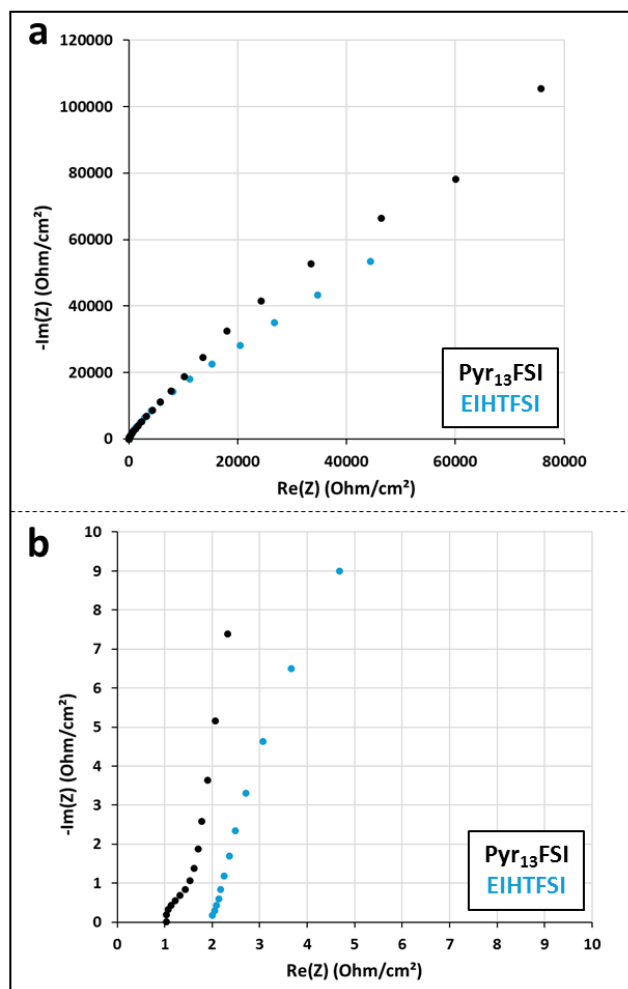 a
120000
100000
80000
60000
40000
20000
0
-Im(Z) (Ohm/cm²)
Pyr₁₃FSI
EIHTFSI
0 20000 40000 60000 80000
Re(Z) (Ohm/cm²)
b
10
9
8
7
6
5
4
3
2
1
0
-Im(Z) (Ohm/cm²)
Pyr₁₃FSI
EIHTFSI
0 1 2 3 4 5 6 7 8 9 10
Re(Z) (Ohm/cm²)